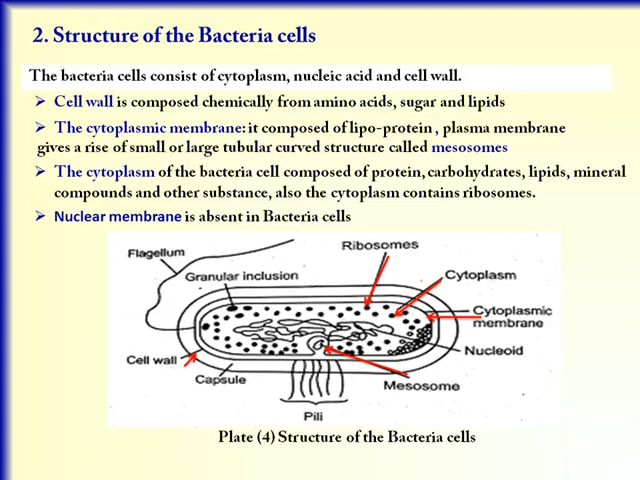 2. Structure of the Bacteria cells
The bacteria cells consist of cytoplasm, nucleic acid and cell wall.
➢ Cell wall is composed chemically from amino acids, sugar and lipids
➢ The cytoplasmic membrane: it composed of lipo-protein , plasma membrane
gives a rise of small or large tubular curved structure called mesosomes
➢ The cytoplasm of the bacteria cell composed of protein, carbohydrates, lipids, mineral
compounds and other substance, also the cytoplasm contains ribosomes.
➢ Nuclear membrane is absent in Bacteria cells
Ribosomes
Flagellum
Granular inclusion
Cytoplasm
Cytoplasmic
membrane
Nucleoid
Cell wall
Capsule
Mesosome
Pili
Plate (4) Structure of the Bacteria cells